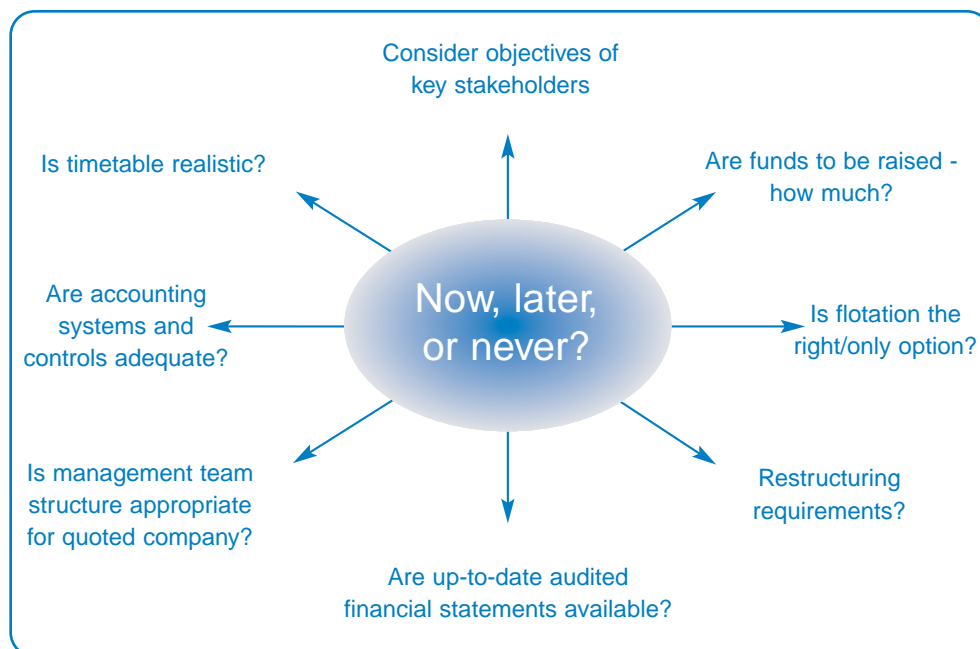 Consider objectives of
key stakeholders
Is timetable realistic?
Are funds to be raised -
how much?
Now, later,
or never?
Are accounting
systems and
controls adequate?
Is flotation the
right/only option?
Is management team
structure appropriate
for quoted company?
Restructuring
requirements?
Are up-to-date audited
financial statements available?